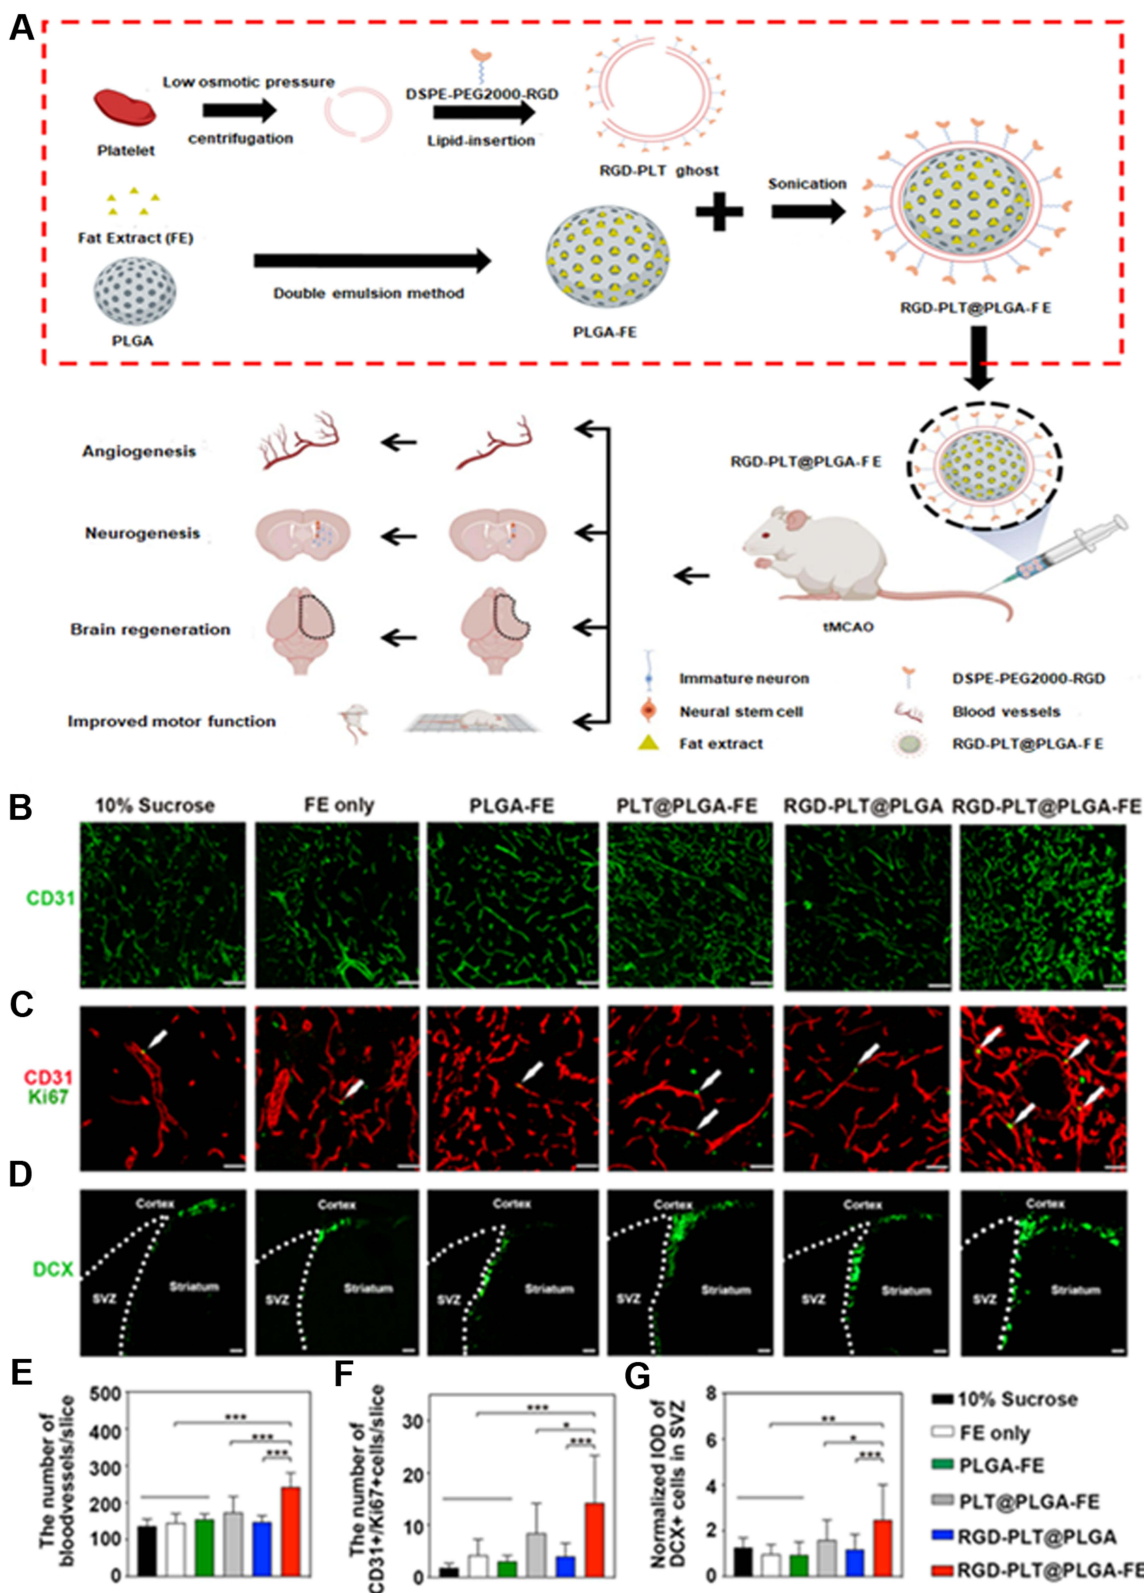 A
Low osmotic pressure
centrifugation
Platelet
DSPE-PEG2000-RGD
Lipid-insertion
RGD-PLT ghost
Sonication
Fat Extract (FE)
Double emulsion method
PLGA
PLGA-FE
RGD-PLT@PLGA-FE
Angiogenesis
Neurogenesis
Brain regeneration
Improved motor function
RGD-PLT@PLGA-FE
tMCAO
Immature neuron
Neural stem cell
Fat extract
DSPE-PEG2000-RGD
Blood vessels
RGD-PLT@PLGA-FE
B
10% Sucrose
FE only
PLGA-FE
PLT@PLGA-FE
RGD-PLT@PLGA
RGD-PLT@PLGA-FE
CD31
C
CD31
Ki67
D
DCX
Cortex
SVZ
Striatum
Cortex
SVZ
Striatum
Cortex
SVZ
Striatum
Cortex
SVZ
Striatum
Cortex
SVZ
Striatum
Cortex
SVZ
Striatum
E
The number of
bloodvessels/slice
500
400
300
200
100
0
***
***
***
F
The number of
CD31+/Ki67+cells/slice
30
20
10
0
***
*
***
G
Normalized IOD of
DCX+ cells in SVZ
8
6
4
2
0
**
*
***
10% Sucrose
FE only
PLGA-FE
PLT@PLGA-FE
RGD-PLT@PLGA
RGD-PLT@PLGA-FE